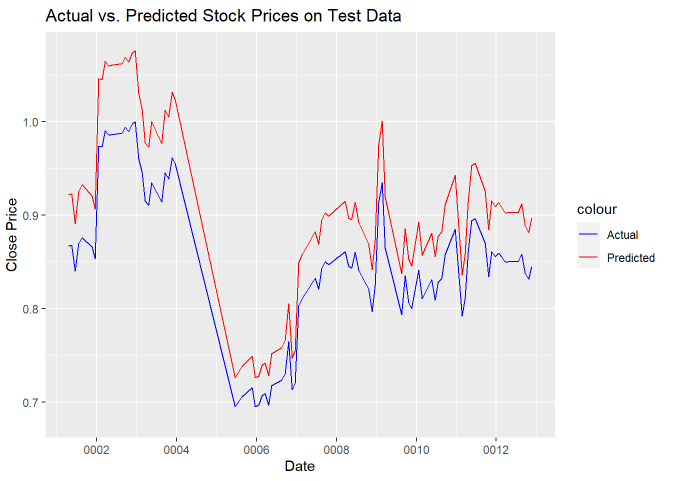 Actual vs. Predicted Stock Prices on Test Data
Close Price
1.0
0.9
0.8
0.7
0002 0004 0006 0008 0010 0012
Date
colour
Actual
Predicted